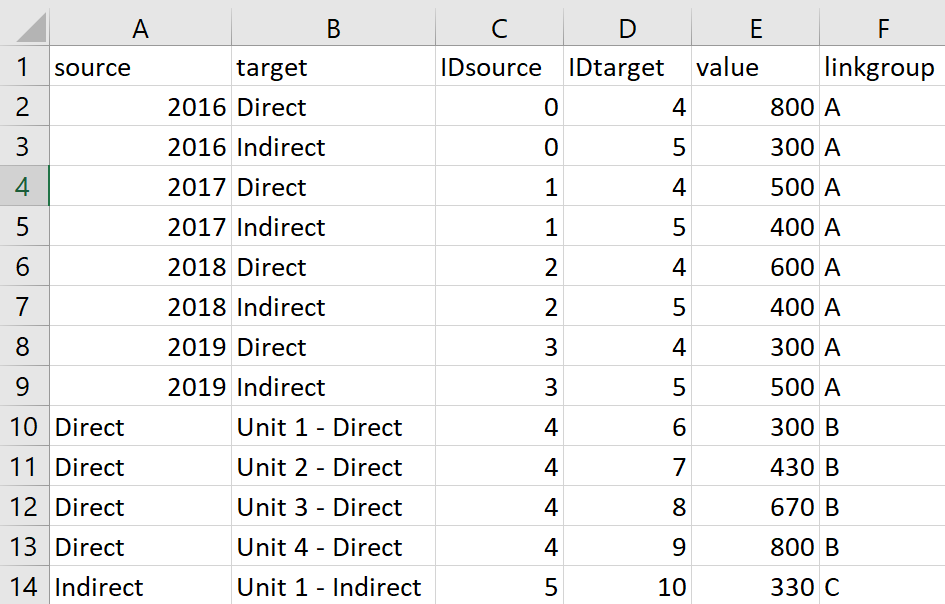 A B C D E F
1 source target IDsource IDtarget value linkgroup
2 2016 Direct 0 4 800 A
3 2016 Indirect 0 5 300 A
4 2017 Direct 1 4 500 A
5 2017 Indirect 1 5 400 A
6 2018 Direct 2 4 600 A
7 2018 Indirect 2 5 400 A
8 2019 Direct 3 4 300 A
9 2019 Indirect 3 5 500 A
10 Direct Unit 1 - Direct 4 6 300 B
11 Direct Unit 2 - Direct 4 7 430 B
12 Direct Unit 3 - Direct 4 8 670 B
13 Direct Unit 4 - Direct 4 9 800 B
14 Indirect Unit 1 - Indirect 5 10 330 C